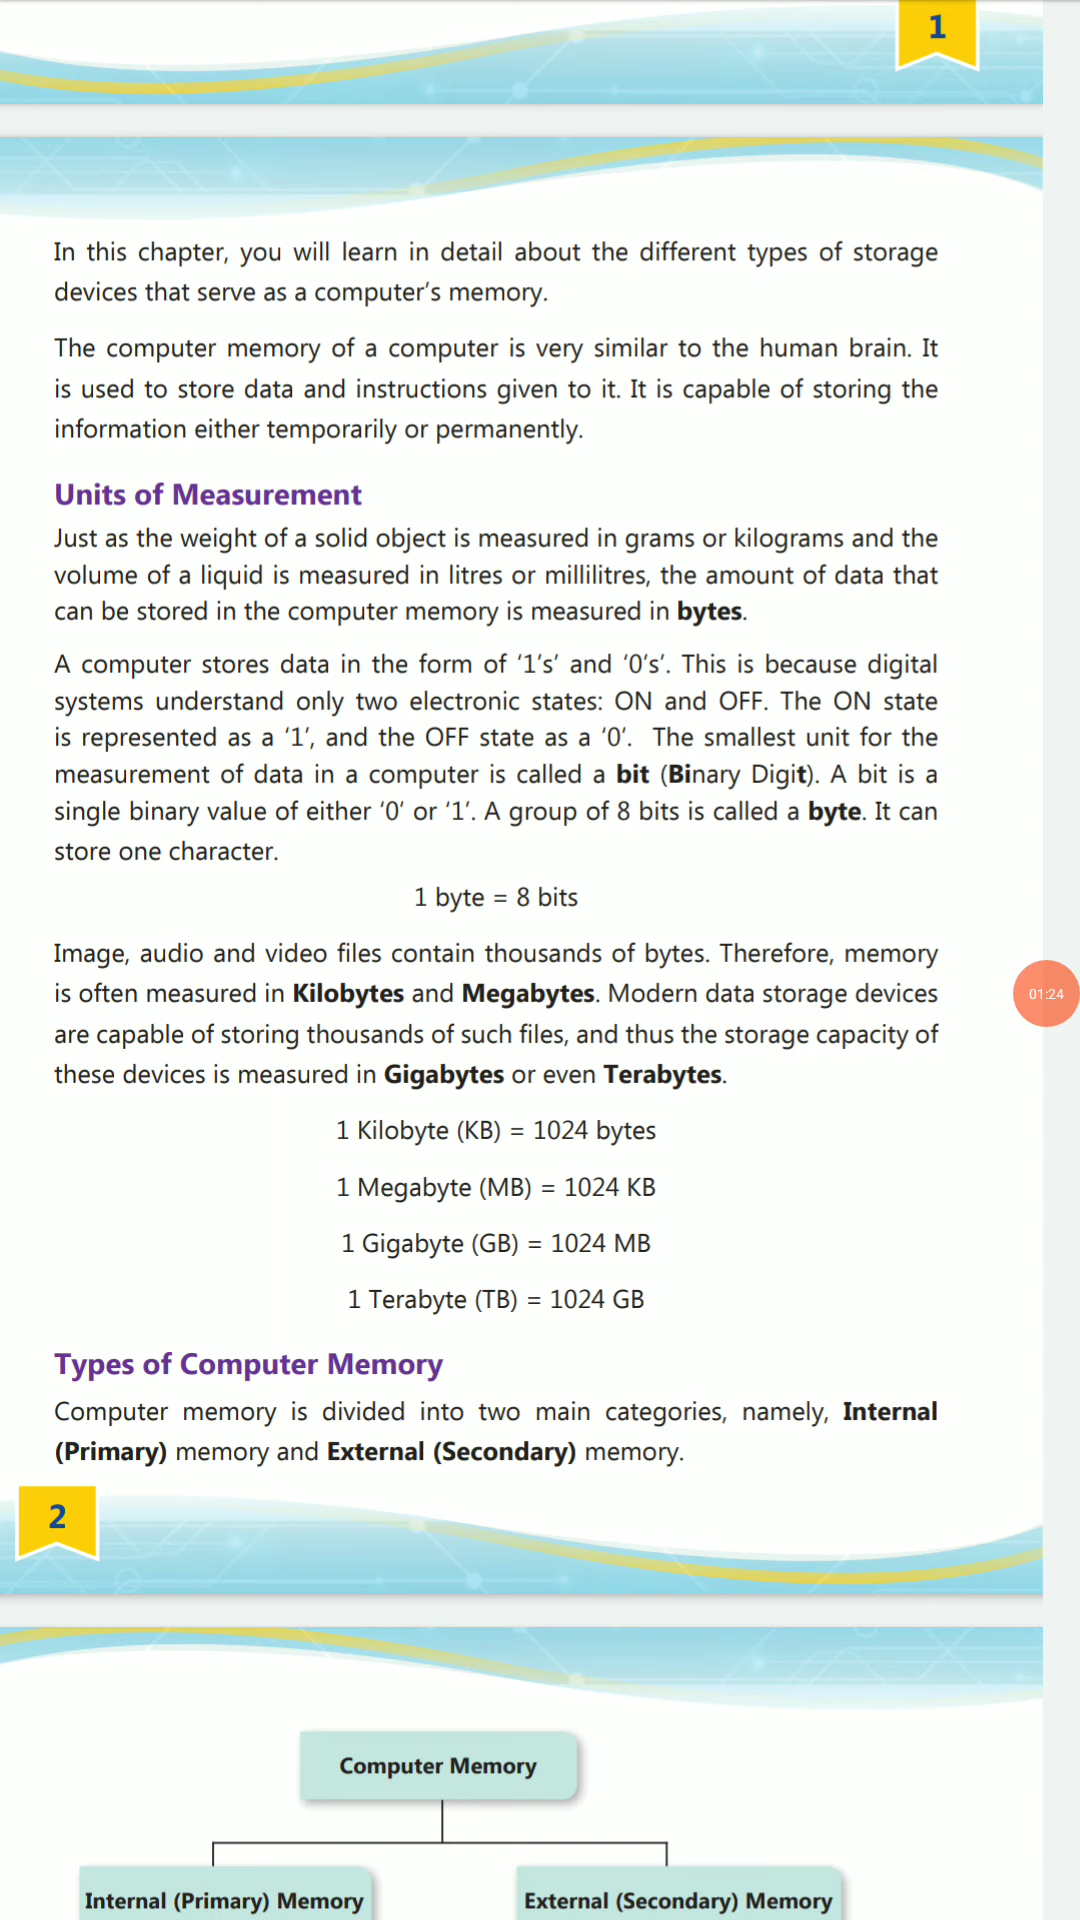 1
In this chapter, you will learn in detail about the different types of storage
devices that serve as a computer's memory.
The computer memory of a computer is very similar to the human brain. It
is used to store data and instructions given to it. It is capable of storing the
information either temporarily or permanently.
Units of Measurement
Just as the weight of a solid object is measured in grams or kilograms and the
volume of a liquid is measured in litres or millilitres, the amount of data that
can be stored in the computer memory is measured in bytes.
A computer stores data in the form of ‘1’s’ and ‘0’s’. This is because digital
systems understand only two electronic states: ON and OFF. The ON state
is represented as a ‘1’, and the OFF state as a ‘0’. The smallest unit for the
measurement of data in a computer is called a bit (Binary Digit). A bit is a
single binary value of either ‘0’ or ‘1’. A group of 8 bits is called a byte. It can
store one character.
1 byte = 8 bits
Image, audio and video files contain thousands of bytes. Therefore, memory
is often measured in Kilobytes and Megabytes. Modern data storage devices
01:24
are capable of storing thousands of such files, and thus the storage capacity of
these devices is measured in Gigabytes or even Terabytes.
1 Kilobyte (KB) = 1024 bytes
1 Megabyte (MB) = 1024 KB
1 Gigabyte (GB) = 1024 MB
1 Terabyte (TB) = 1024 GB
Types of Computer Memory
Computer memory is divided into two main categories, namely, Internal
(Primary) memory and External (Secondary) memory.
2
Computer Memory
Internal (Primary) Memory
External (Secondary) Memory